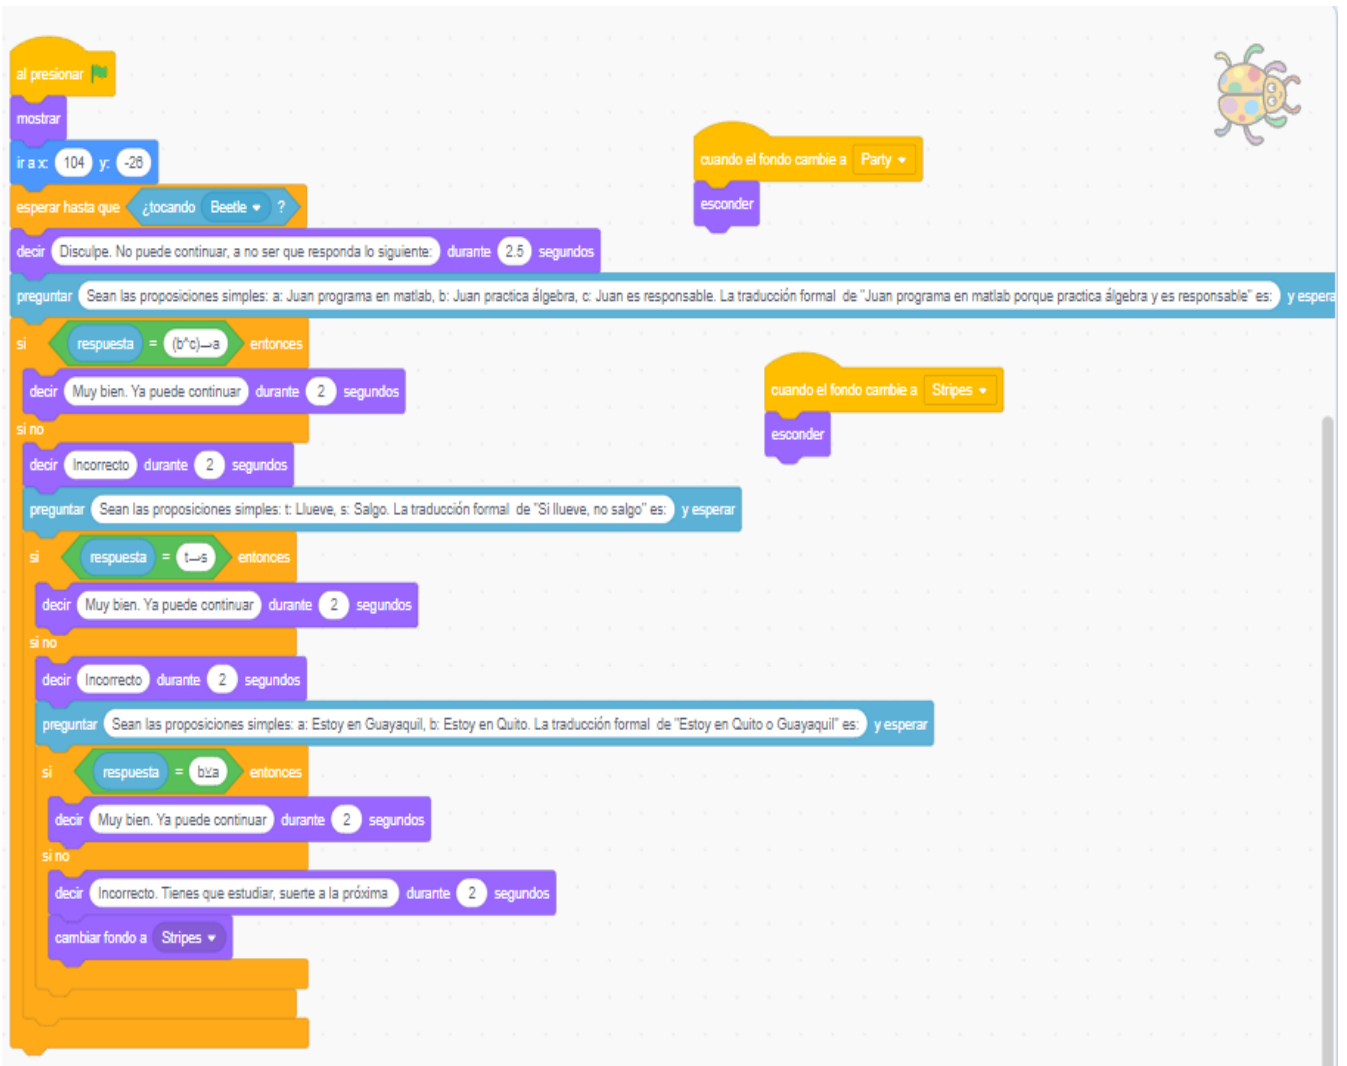 al presionar
mostrar
ir a x: 104 y: -26
esperar hasta que ¿tocando Beetle ?
decir Disculpe. No puede continuar, a no ser que responda lo siguiente: durante 2.5 segundos
preguntar Sean las proposiciones simples: a: Juan programa en matlab, b: Juan practica álgebra, c: Juan es responsable. La traducción formal de "Juan programa en matlab porque practica álgebra y es responsable" es: y espera
si respuesta = (b^c)→a entonces
decir Muy bien. Ya puede continuar durante 2 segundos
si no
decir Incorrecto durante 2 segundos
preguntar Sean las proposiciones simples: t: Llueve, s: Salgo. La traducción formal de "Si llueve, no salgo" es: y esperar
si respuesta = t→s entonces
decir Muy bien. Ya puede continuar durante 2 segundos
si no
decir Incorrecto durante 2 segundos
preguntar Sean las proposiciones simples: a: Estoy en Guayaquil, b: Estoy en Quito. La traducción formal de "Estoy en Quito o Guayaquil" es: y esperar
si respuesta = b⊻a entonces
decir Muy bien. Ya puede continuar durante 2 segundos
si no
decir Incorrecto. Tienes que estudiar, suerte a la próxima durante 2 segundos
cambiar fondo a Stripes
cuando el fondo cambie a Party
esconder
cuando el fondo cambie a Stripes
esconder